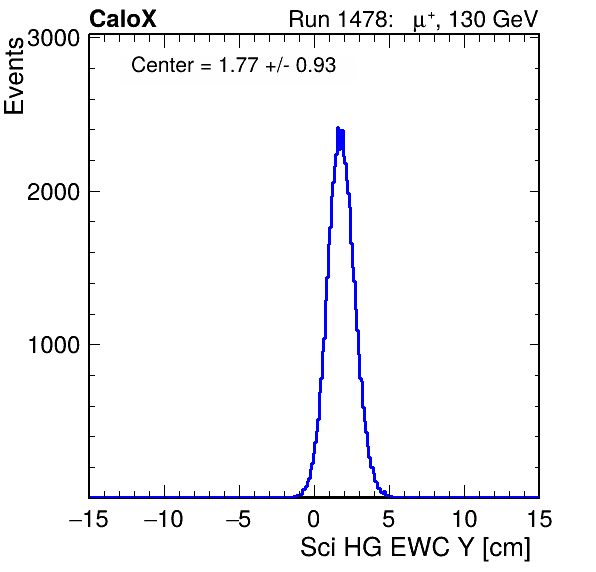 CaloX Run 1478: μ⁺, 130 GeV
Events
3000
Center = 1.77 +/- 0.93
2000
1000
−15 −10 −5 0 5 10 15
Sci HG EWC Y [cm]